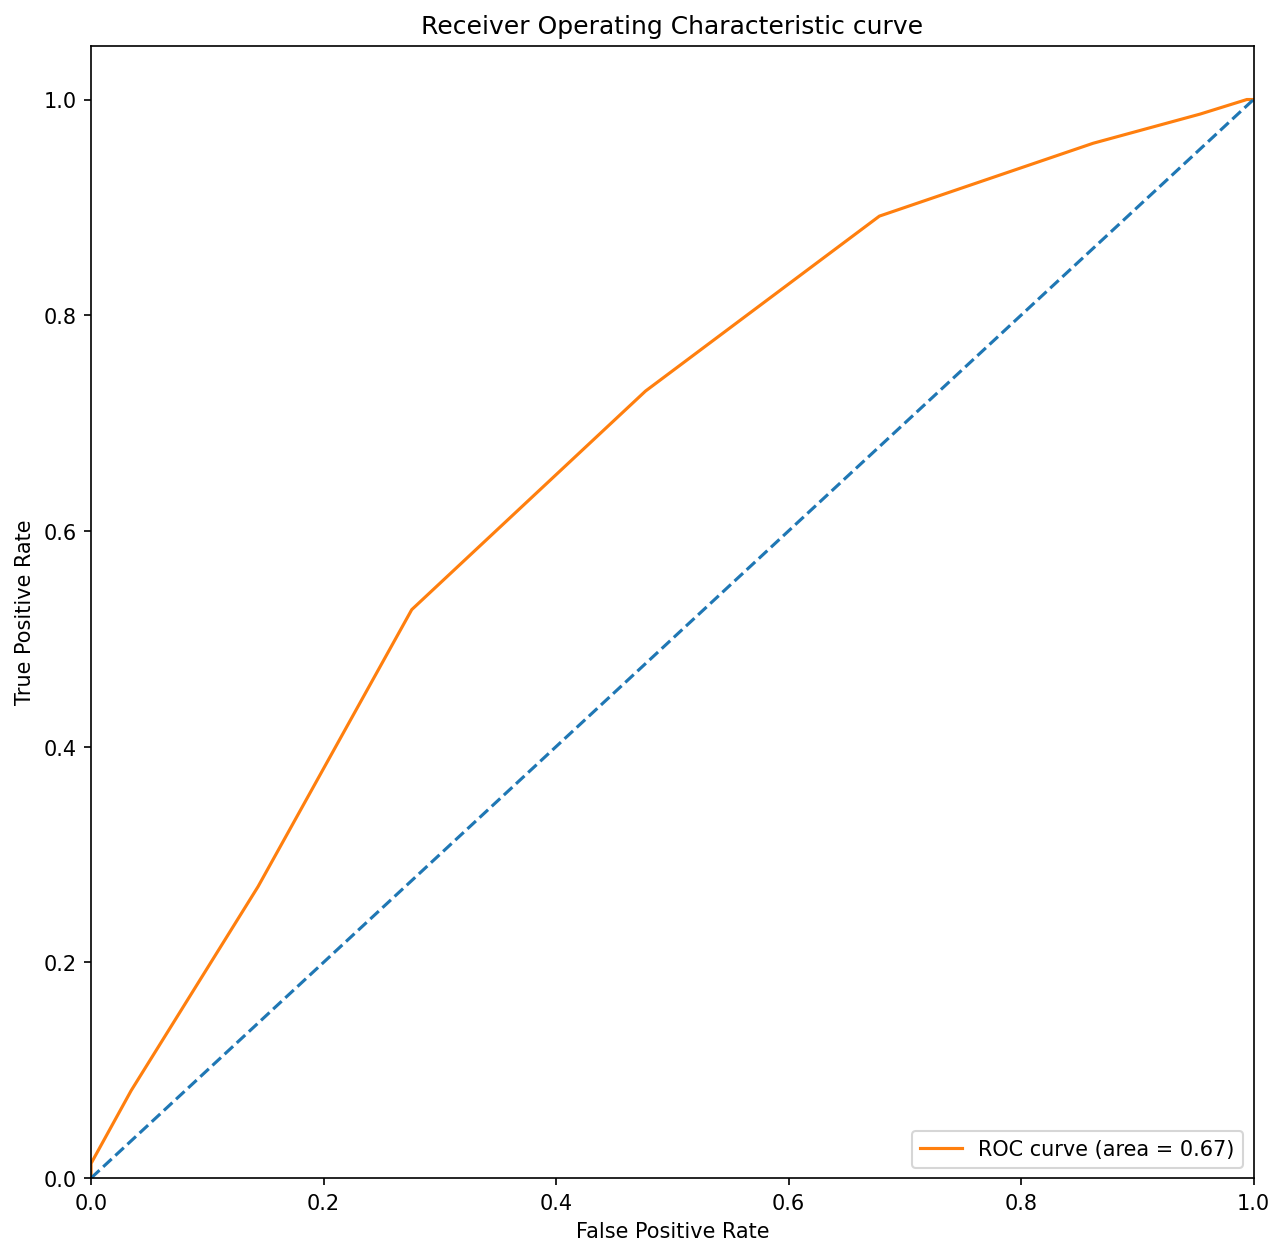 Receiver Operating Characteristic curve
1.0
0.8
0.6
0.4
0.2
0.0
True Positive Rate
ROC curve (area = 0.67)
0.0 0.2 0.4 0.6 0.8 1.0
False Positive Rate